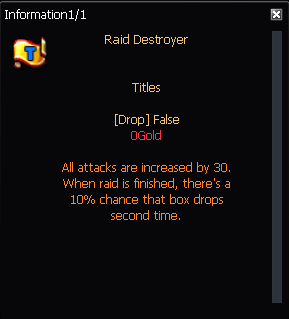 Information1/1
Raid Destroyer
T
Titles
[Drop] False
0Gold
All attacks are increased by 30.
When raid is finished, there's a
10% chance that box drops
second time.